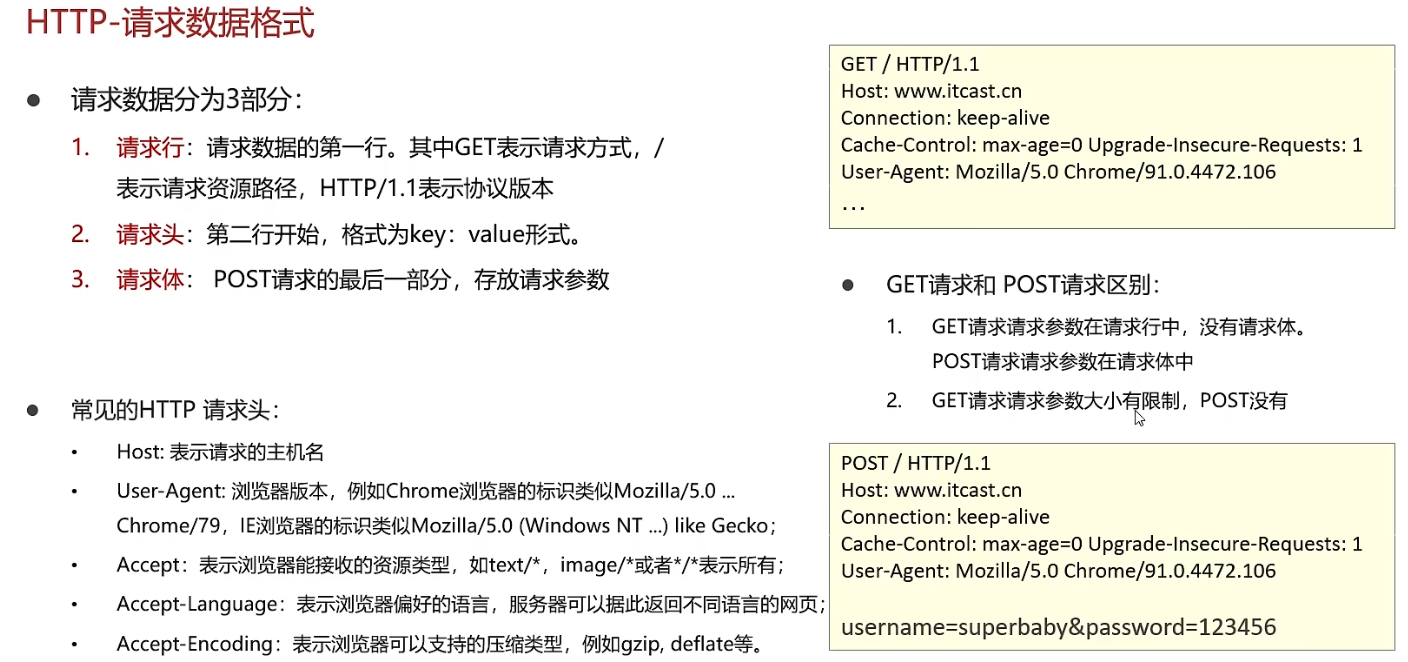 HTTP-请求数据格式
请求数据分为3部分：
1. 请求行：请求数据的第一行。其中GET表示请求方式，/
表示请求资源路径，HTTP/1.1表示协议版本
2. 请求头：第二行开始，格式为key：value形式。
3. 请求体： POST请求的最后一部分，存放请求参数
常见的HTTP 请求头：
Host: 表示请求的主机名
User-Agent: 浏览器版本，例如Chrome浏览器的标识类似Mozilla/5.0 ...
Chrome/79，IE浏览器的标识类似Mozilla/5.0 (Windows NT ...) like Gecko；
Accept：表示浏览器能接收的资源类型，如text/*，image/*或者*/*表示所有；
Accept-Language：表示浏览器偏好的语言，服务器可以据此返回不同语言的网页；
Accept-Encoding：表示浏览器可以支持的压缩类型，例如gzip, deflate等。
GET / HTTP/1.1
Host: www.itcast.cn
Connection: keep-alive
Cache-Control: max-age=0 Upgrade-Insecure-Requests: 1
User-Agent: Mozilla/5.0 Chrome/91.0.4472.106
...
GET请求和 POST请求区别：
1. GET请求请求参数在请求行中，没有请求体。
POST请求请求参数在请求体中
2. GET请求请求参数大小有限制，POST没有
POST / HTTP/1.1
Host: www.itcast.cn
Connection: keep-alive
Cache-Control: max-age=0 Upgrade-Insecure-Requests: 1
User-Agent: Mozilla/5.0 Chrome/91.0.4472.106
username=superbaby&password=123456